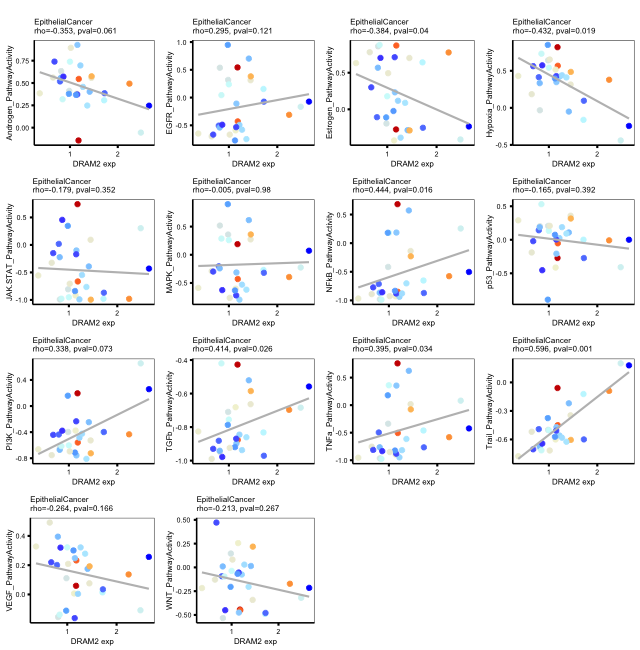 EpithelialCancer
rho=-0.353, pval=0.061
Androgen_PathwayActivity
0.75
0.50
0.25
0.00
1
2
DRAM2 exp
EpithelialCancer
rho=0.295, pval=0.121
EGFR_PathwayActivity
1.0
0.5
0.0
-0.5
1
2
DRAM2 exp
EpithelialCancer
rho=-0.384, pval=0.04
Estrogen_PathwayActivity
0.5
0.0
1
2
DRAM2 exp
EpithelialCancer
rho=-0.432, pval=0.019
Hypoxia_PathwayActivity
0.5
0.0
-0.5
1
2
DRAM2 exp
EpithelialCancer
rho=-0.179, pval=0.352
JAK-STAT_PathwayActivity
0.5
0.0
-0.5
-1.0
1
2
DRAM2 exp
EpithelialCancer
rho=-0.005, pval=0.98
MAPK_PathwayActivity
1.0
0.5
0.0
-0.5
1
2
DRAM2 exp
EpithelialCancer
rho=0.444, pval=0.016
NFkB_PathwayActivity
0.5
0.0
-0.5
-1.0
1
2
DRAM2 exp
EpithelialCancer
rho=-0.165, pval=0.392
p53_PathwayActivity
0.5
0.0
-0.5
1
2
DRAM2 exp
EpithelialCancer
rho=0.338, pval=0.073
PI3K_PathwayActivity
0.4
0.0
-0.4
-0.8
1
2
DRAM2 exp
EpithelialCancer
rho=0.414, pval=0.026
TGFb_PathwayActivity
-0.4
-0.6
-0.8
-1.0
1
2
DRAM2 exp
EpithelialCancer
rho=0.395, pval=0.034
TNFa_PathwayActivity
0.5
0.0
-0.5
-1.0
1
2
DRAM2 exp
EpithelialCancer
rho=0.596, pval=0.001
Trail_PathwayActivity
0.0
-0.3
-0.6
1
2
DRAM2 exp
EpithelialCancer
rho=-0.264, pval=0.166
VEGF_PathwayActivity
0.4
0.2
0.0
1
2
DRAM2 exp
EpithelialCancer
rho=-0.213, pval=0.267
WNT_PathwayActivity
0.50
0.25
0.00
-0.25
-0.50
1
2
DRAM2 exp